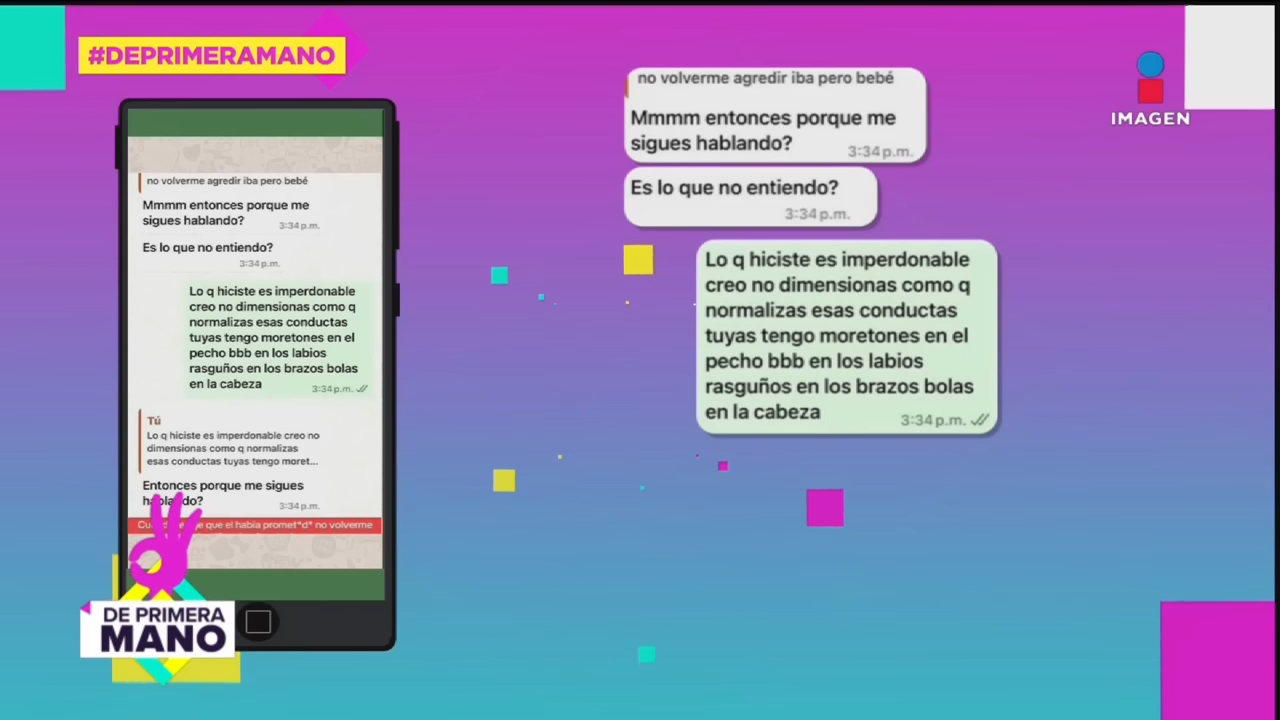 #DEPRIMERAMANO
IMAGEN
no volverme agredir iba pero bebé
Mmmm entonces porque me
sigues hablando?
3:34 p.m.
Es lo que no entiendo?
3:34 p.m.
Lo q hiciste es imperdonable
creo no dimensionas como q
normalizas esas conductas
tuyas tengo moretones en el
pecho bbb en los labios
rasguños en los brazos bolas
en la cabeza
3:34 p.m.
Tú
Lo q hiciste es imperdonable creo no
dimensionas como q normalizas
esas conductas tuyas tengo moret...
Entonces porque me sigues
hablando?
3:34 p.m.
que el habia promet*d* no volverme
DE PRIMERA
MANO
no volverme agredir iba pero bebé
Mmmm entonces porque me
sigues hablando?
3:34 p.m.
Es lo que no entiendo?
3:34 p.m.
Lo q hiciste es imperdonable
creo no dimensionas como q
normalizas esas conductas
tuyas tengo moretones en el
pecho bbb en los labios
rasguños en los brazos bolas
en la cabeza
3:34 p.m.